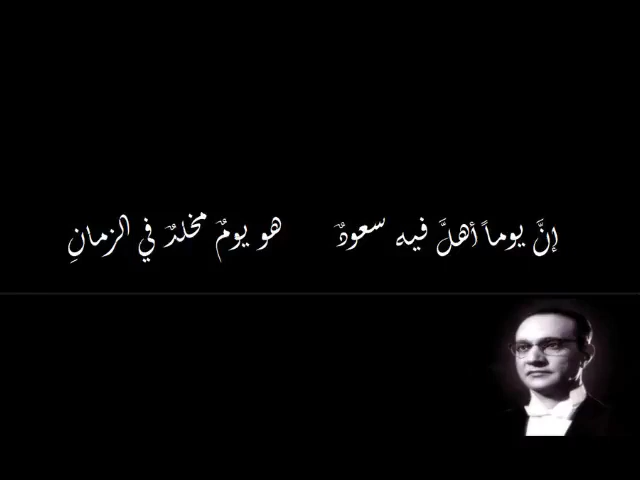 إنَّ يوماً أهلَّ فيه سعودٌ هو يومٌ مخلدٌ في الزمانِ